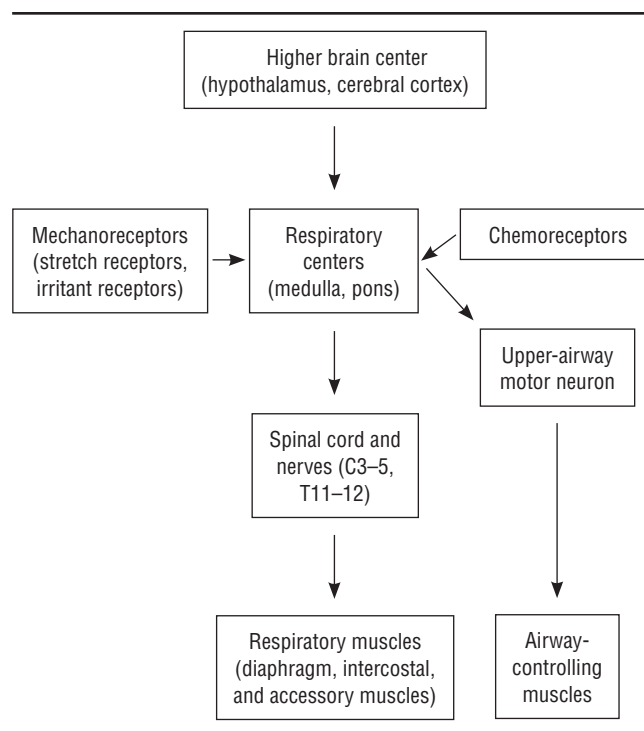 Higher brain center
(hypothalamus, cerebral cortex)
Mechanoreceptors
(stretch receptors,
irritant receptors)
Respiratory
centers
(medulla, pons)
Chemoreceptors
Upper-airway
motor neuron
Spinal cord and
nerves (C3–5,
T11–12)
Respiratory muscles
(diaphragm, intercostal,
and accessory muscles)
Airway-
controlling
muscles